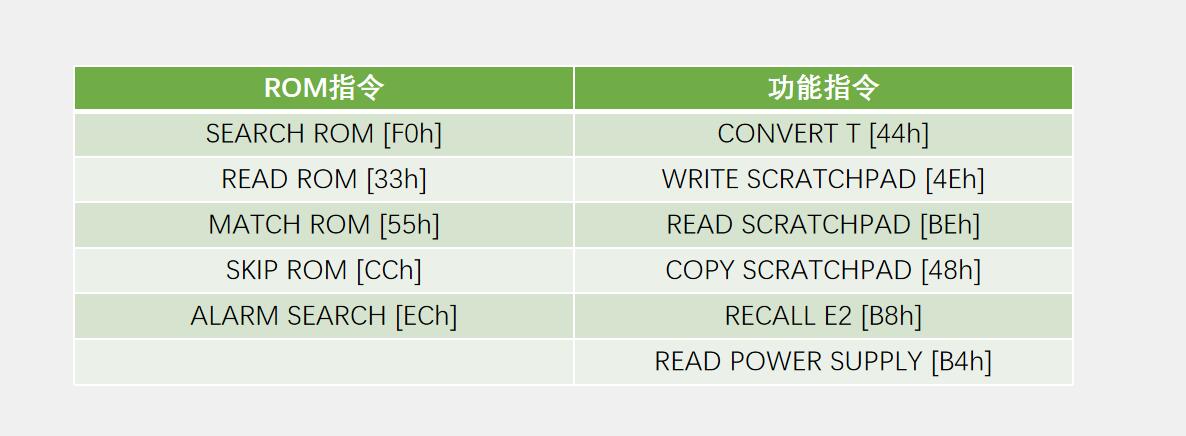 ROM指令 功能指令
SEARCH ROM [F0h] CONVERT T [44h]
READ ROM [33h] WRITE SCRATCHPAD [4Eh]
MATCH ROM [55h] READ SCRATCHPAD [BEh]
SKIP ROM [CCh] COPY SCRATCHPAD [48h]
ALARM SEARCH [ECh] RECALL E2 [B8h]
READ POWER SUPPLY [B4h]